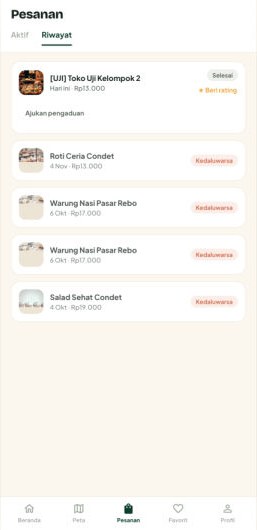 Pesanan
Aktif Riwayat
[UJI] Toko Uji Kelompok 2
Hari ini · Rp13.000
Selesai
★ Beri rating
Ajukan pengaduan
Roti Ceria Condet
4 Nov · Rp13.000
Kedaluwarsa
Warung Nasi Pasar Rebo
6 Okt · Rp17.000
Kedaluwarsa
Warung Nasi Pasar Rebo
6 Okt · Rp17.000
Kedaluwarsa
Salad Sehat Condet
4 Okt · Rp19.000
Kedaluwarsa
Beranda Peta Pesanan Favorit Profil